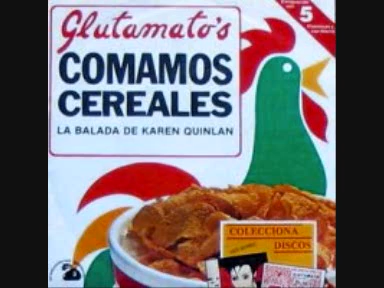 Glutamato's
5
COMAMOS
CEREALES
LA BALADA DE KAREN QUINLAN
COLECCIONA
DISCOS